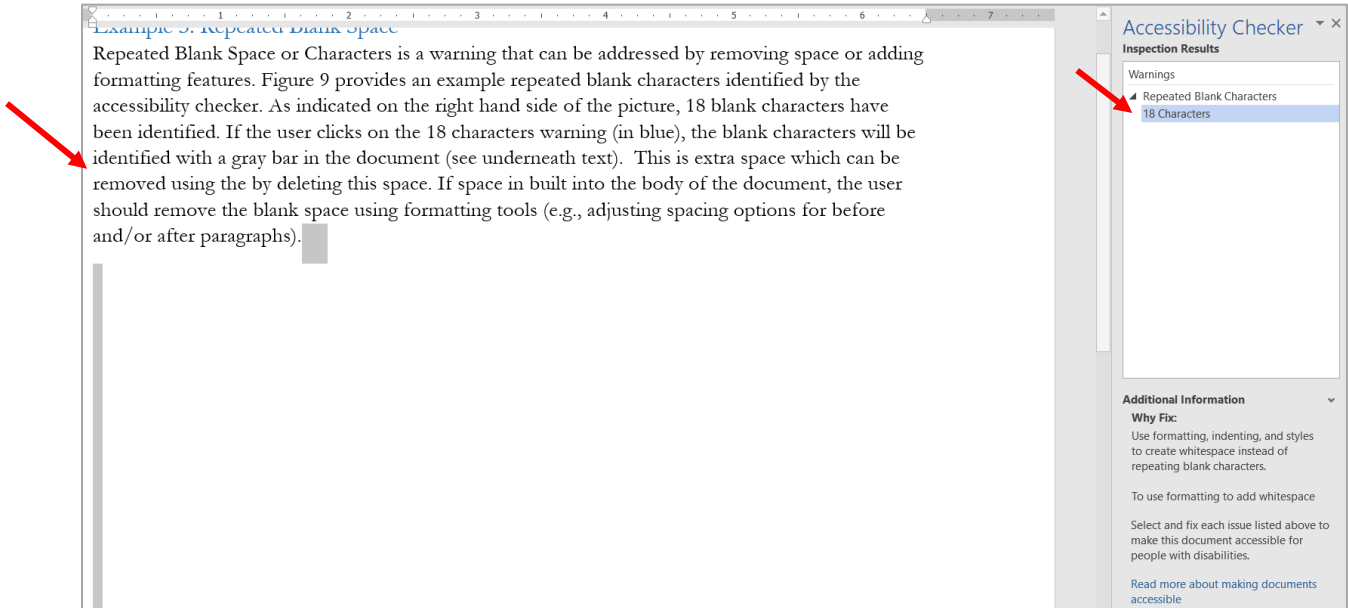 1 2 3 4 5 6 7
Example 5: Repeated Blank Space
Repeated Blank Space or Characters is a warning that can be addressed by removing space or adding
formatting features. Figure 9 provides an example repeated blank characters identified by the
accessibility checker. As indicated on the right hand side of the picture, 18 blank characters have
been identified. If the user clicks on the 18 characters warning (in blue), the blank characters will be
identified with a gray bar in the document (see underneath text).  This is extra space which can be
removed using the by deleting this space. If space in built into the body of the document, the user
should remove the blank space using formatting tools (e.g., adjusting spacing options for before
and/or after paragraphs).
Accessibility Checker
Inspection Results
Warnings
Repeated Blank Characters
18 Characters
Additional Information
Why Fix:
Use formatting, indenting, and styles
to create whitespace instead of
repeating blank characters.
To use formatting to add whitespace
Select and fix each issue listed above to
make this document accessible for
people with disabilities.
Read more about making documents
accessible